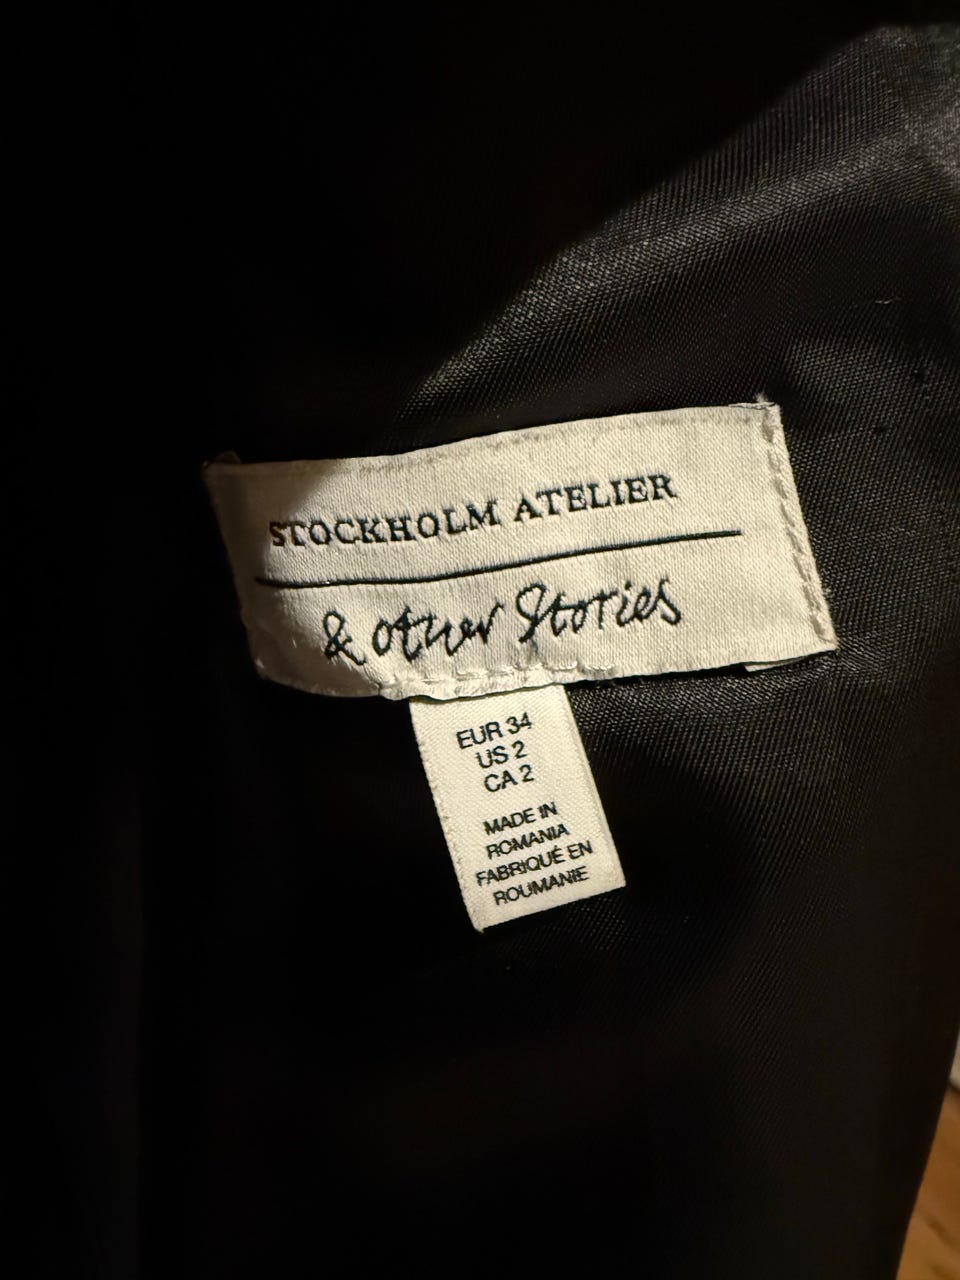 STOCKHOLM ATELIER
& other Stories
EUR 34
US 2
CA 2
MADE IN
ROMANIA
FABRIQUÉ EN
ROUMANIE